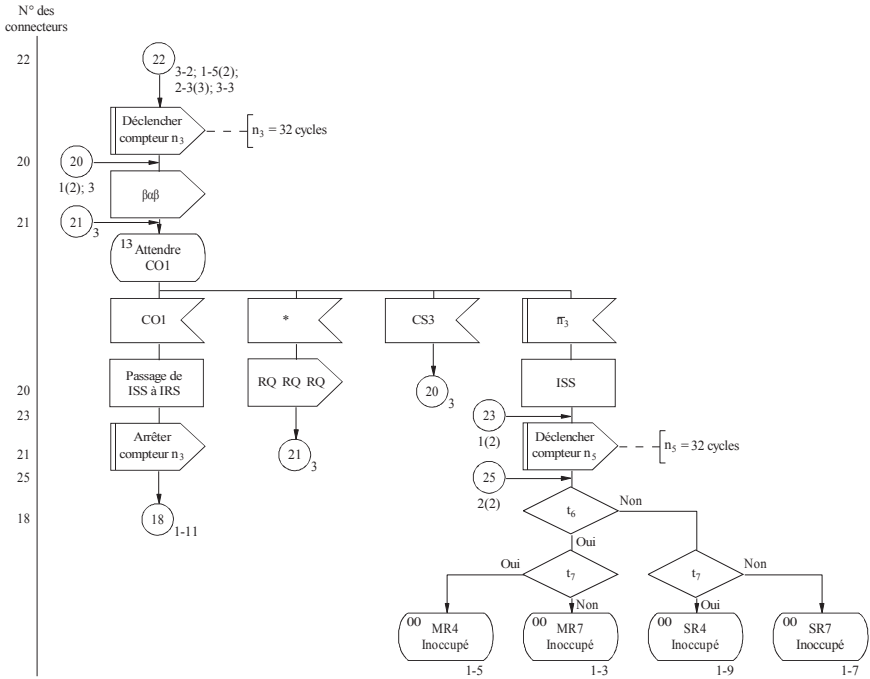 N° des
connecteurs
22
22
3-2; 1-5(2);
2-3(3); 3-3
Déclencher
compteur n3
n3 = 32 cycles
20
20
1(2); 3
βαβ
21
21
3
13 Attendre
CO1
CO1
*
CS3
n̅3
Passage de
ISS à IRS
RQ RQ RQ
20
3
ISS
20
23
23
1(2)
Arrêter
compteur n3
21
3
Déclencher
compteur n5
n5 = 32 cycles
21
25
25
2(2)
18
18
1-11
t6
Non
Oui
Oui
t7
t7
Non
Non
Oui
00 MR4
Inoccupé
00 MR7
Inoccupé
00 SR4
Inoccupé
00 SR7
Inoccupé
1-5
1-3
1-9
1-7